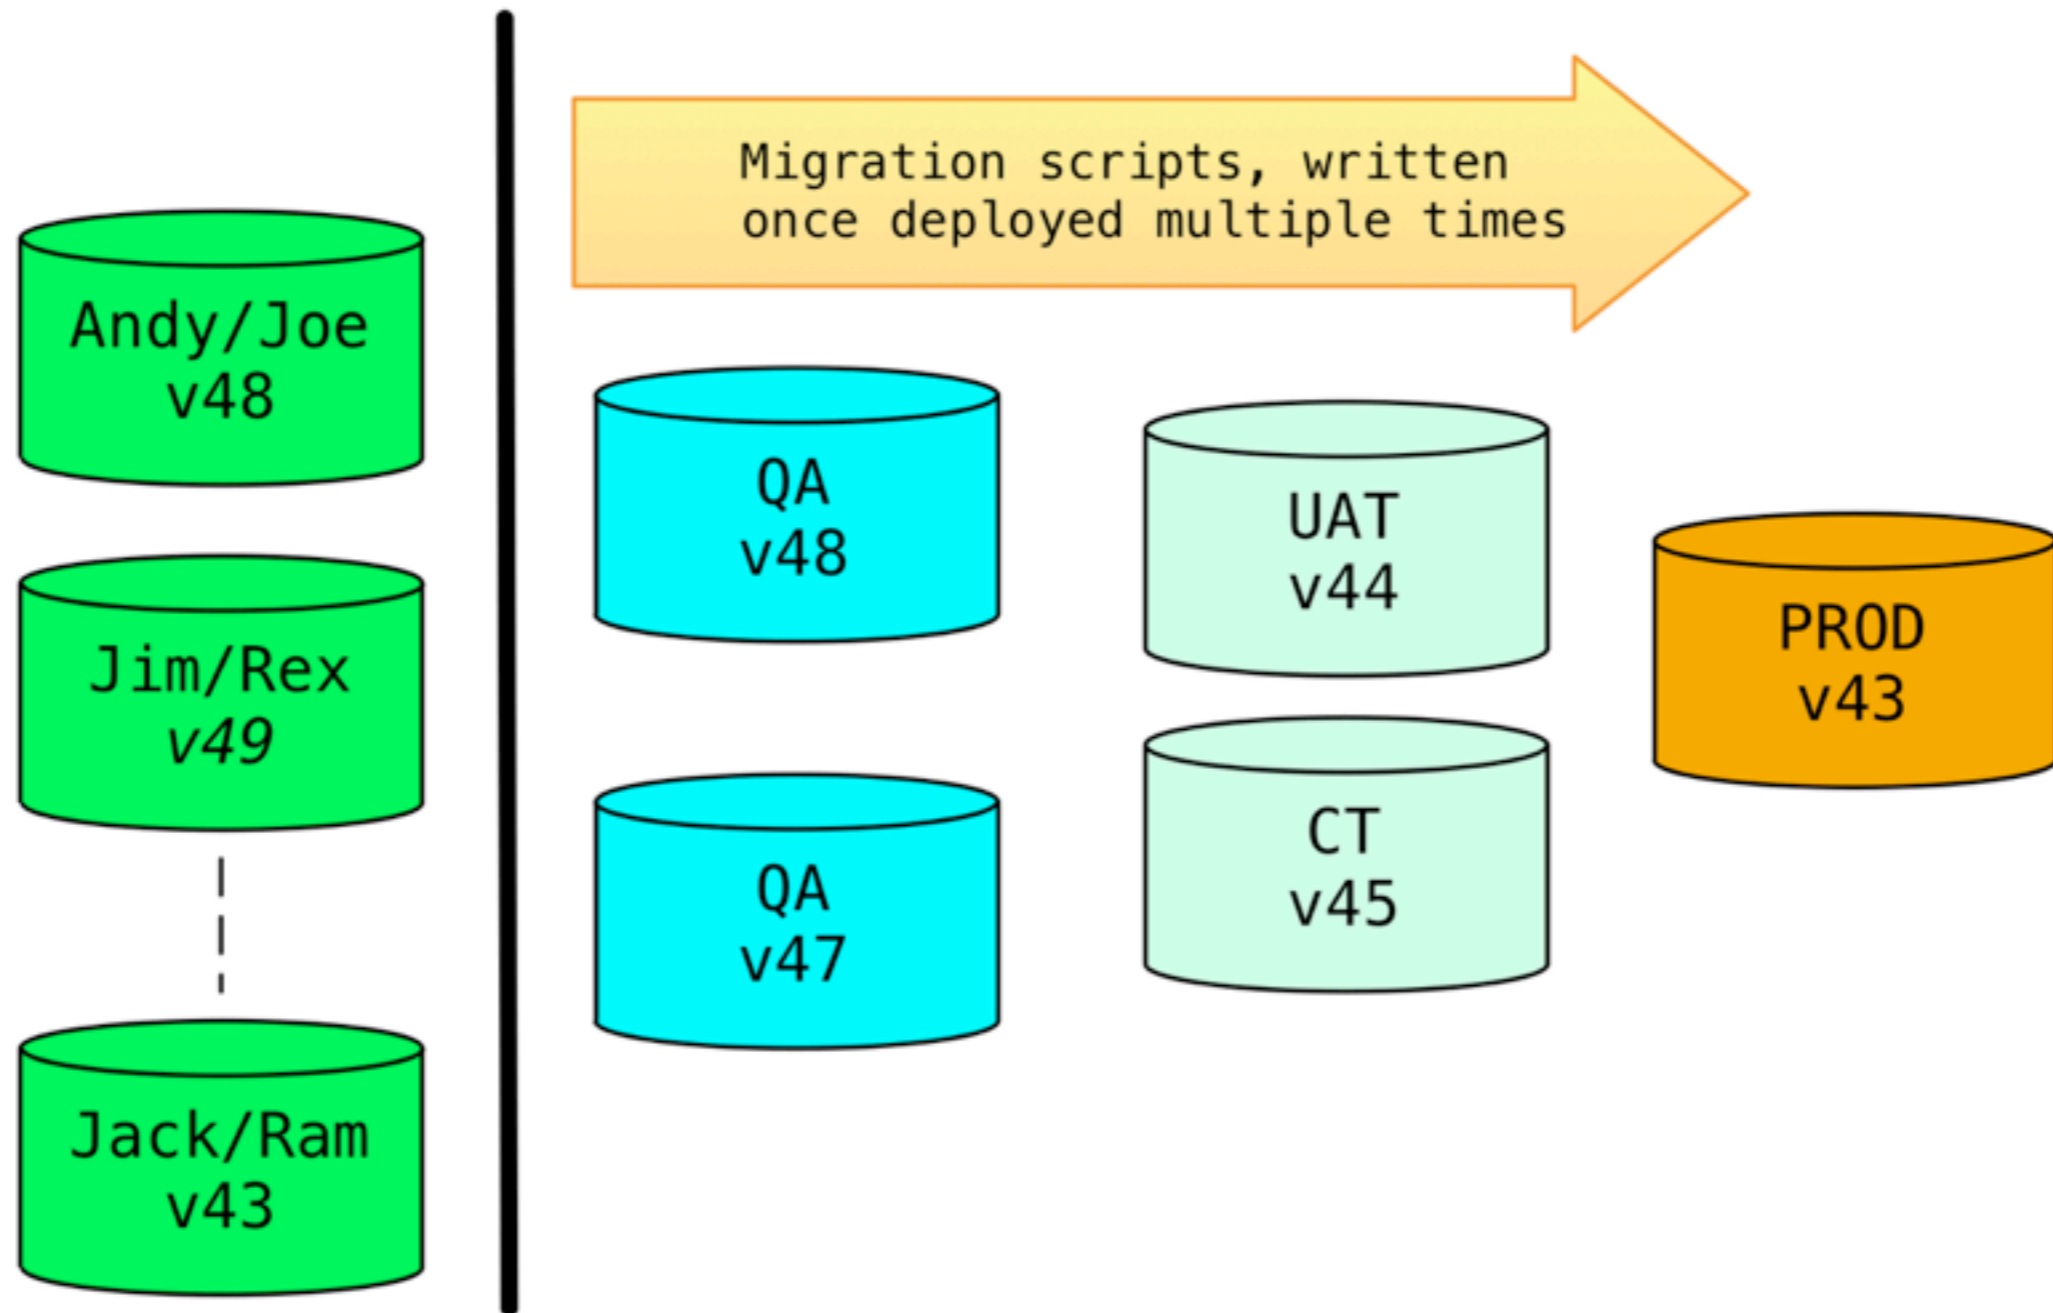 Migration scripts, written
once deployed multiple times
Andy/Joe
v48
Jim/Rex
v49
Jack/Ram
v43
QA
v48
QA
v47
UAT
v44
CT
v45
PROD
v43